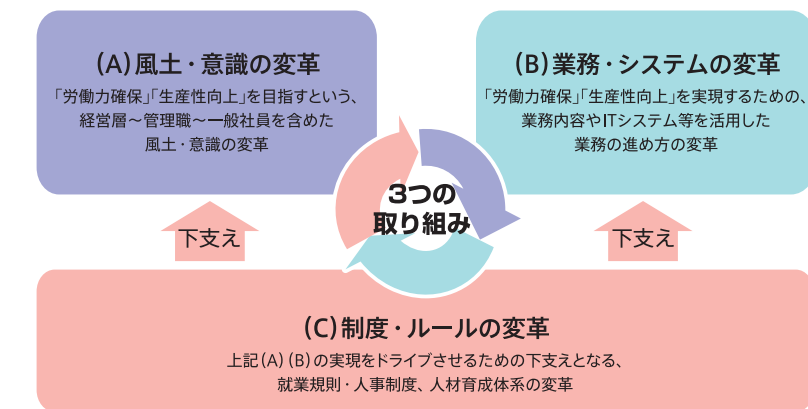 (A)風土・意識の変革
「労働力確保」「生産性向上」を目指すという、
経営層～管理職～一般社員を含めた
風土・意識の変革
(B)業務・システムの変革
「労働力確保」「生産性向上」を実現するための、
業務内容やITシステム等を活用した
業務の進め方の変革
3つの
取り組み
下支え
下支え
(C)制度・ルールの変革
上記(A)(B)の実現をドライブさせるための下支えとなる、
就業規則・人事制度、人材育成体系の変革